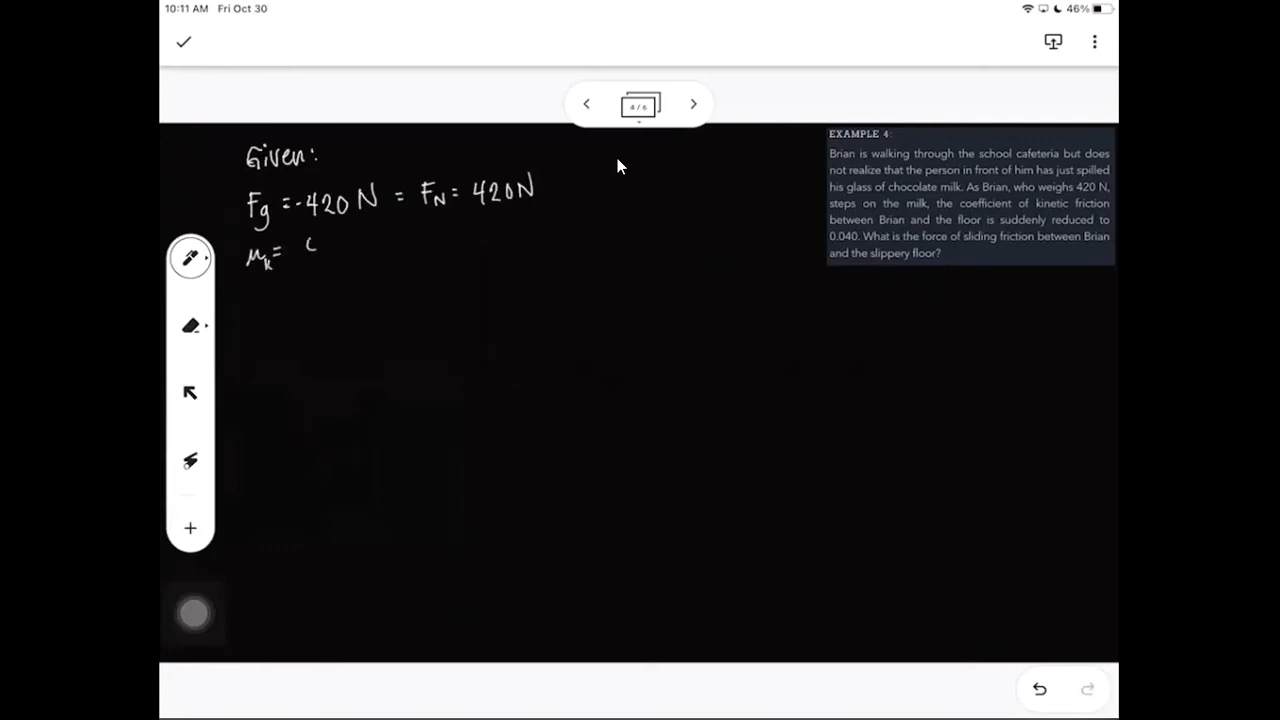 10:11 AM Fri Oct 30
46%
4 / 6
Given:
Fg = -420 N = FN = 420 N
μk = 
EXAMPLE 4:
Brian is walking through the school cafeteria but does
not realize that the person in front of him has just spilled
his glass of chocolate milk. As Brian, who weighs 420 N,
steps on the milk, the coefficient of kinetic friction
between Brian and the floor is suddenly reduced to
0.040. What is the force of sliding friction between Brian
and the slippery floor?